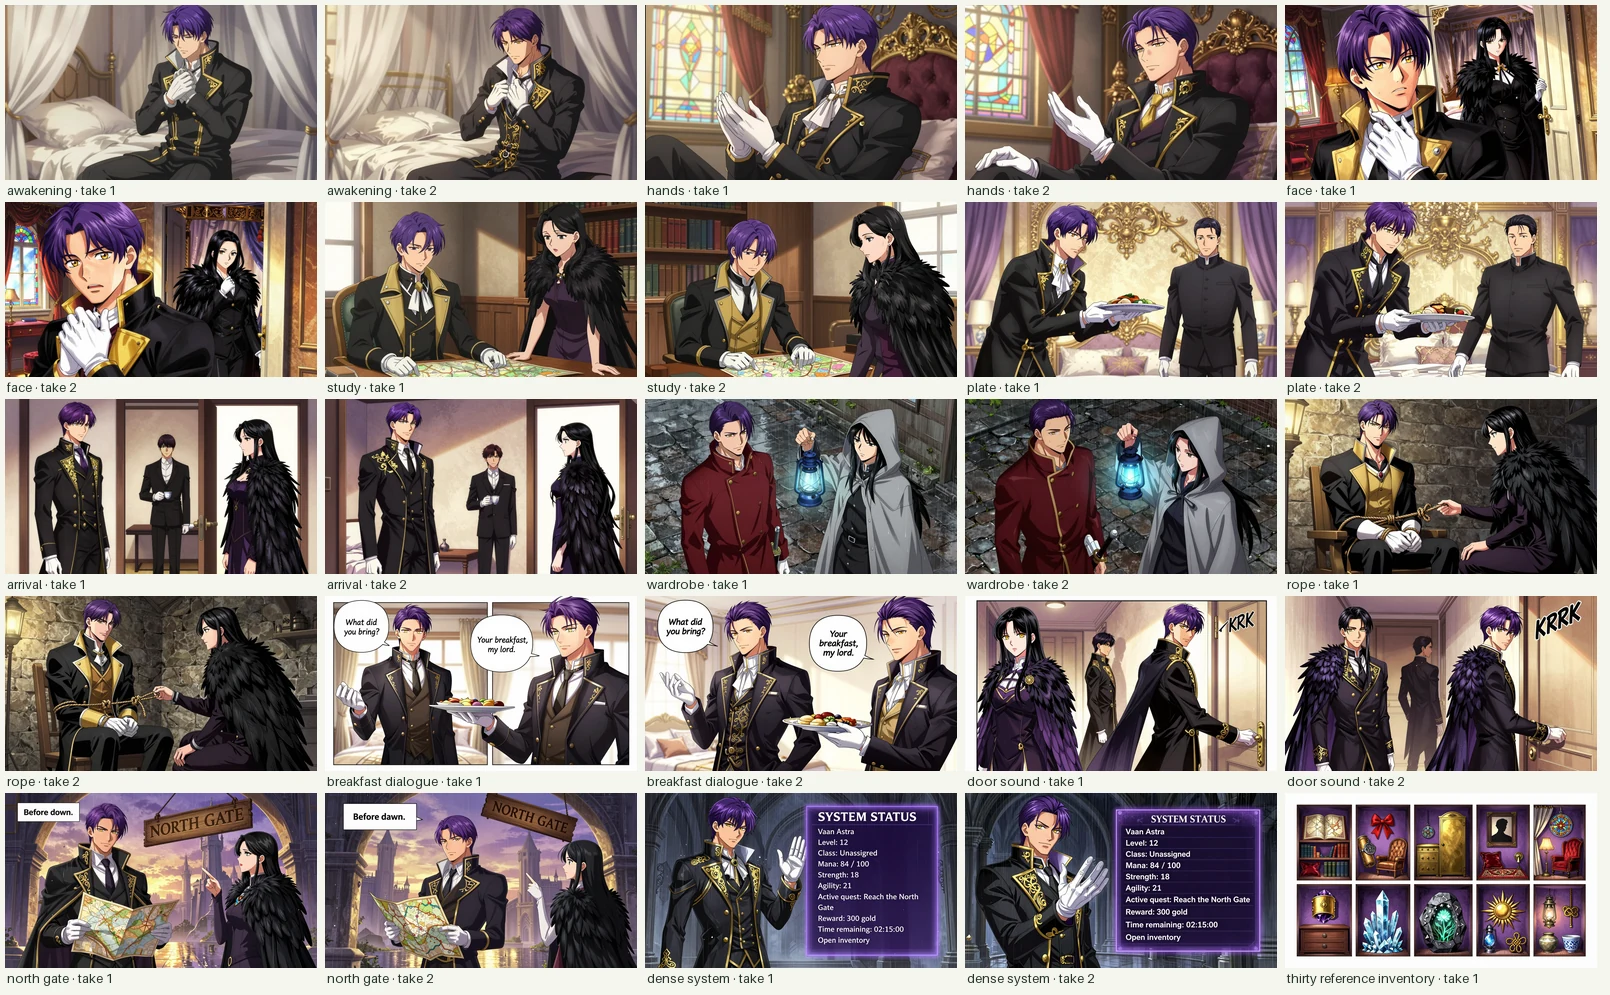 awakening · take 1
awakening · take 2
hands · take 1
hands · take 2
face · take 1
face · take 2
study · take 1
study · take 2
plate · take 1
plate · take 2
arrival · take 1
arrival · take 2
wardrobe · take 1
wardrobe · take 2
rope · take 1
What did
you bring?
Your breakfast,
my lord.
What did
you bring?
Your
breakfast,
my lord.
KRK
KRRK
rope · take 2
breakfast dialogue · take 1
breakfast dialogue · take 2
door sound · take 1
door sound · take 2
Before down.
NORTH GATE
Before dawn.
NORTH GATE
SYSTEM STATUS
Vaan Astra
Level: 12
Class: Unassigned
Mana: 84 / 100
Strength: 18
Agility: 21
Active quest: Reach the North
Gate
Reward: 300 gold
Time remaining: 02:15:00
Open inventory
SYSTEM STATUS
Vaan Astra
Level: 12
Class: Unassigned
Mana: 84 / 100
Strength: 18
Agility: 21
Active quest: Reach the North Gate
Reward: 300 gold
Time remaining: 02:15:00
Open inventory
north gate · take 1
north gate · take 2
dense system · take 1
dense system · take 2
thirty reference inventory · take 1